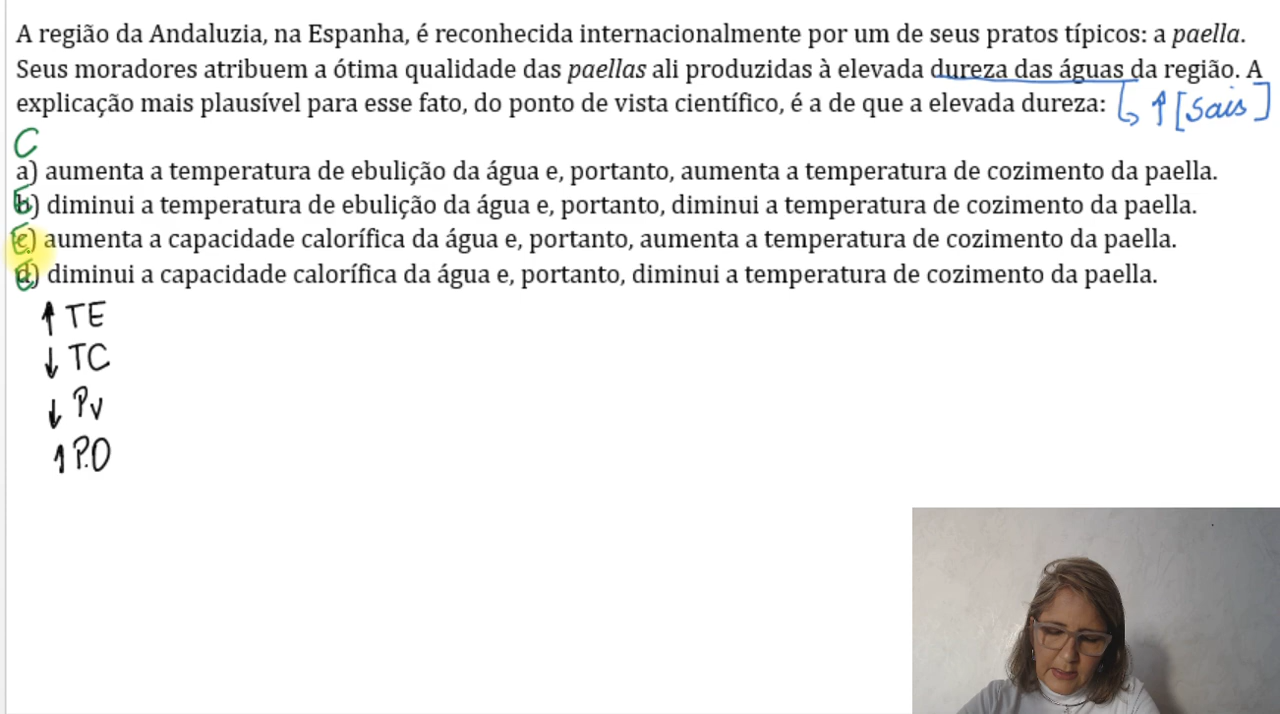 A região da Andaluzia, na Espanha, é reconhecida internacionalmente por um de seus pratos típicos: a paella.
Seus moradores atribuem a ótima qualidade das paellas ali produzidas à elevada dureza das águas da região. A
explicação mais plausível para esse fato, do ponto de vista científico, é a de que a elevada dureza:
↳ ↑ [Sais]
C
a) aumenta a temperatura de ebulição da água e, portanto, aumenta a temperatura de cozimento da paella.
E
b) diminui a temperatura de ebulição da água e, portanto, diminui a temperatura de cozimento da paella.
E
c) aumenta a capacidade calorífica da água e, portanto, aumenta a temperatura de cozimento da paella.
E
d) diminui a capacidade calorífica da água e, portanto, diminui a temperatura de cozimento da paella.
↑ TE
↓ TC
↓ Pv
↑ P.O